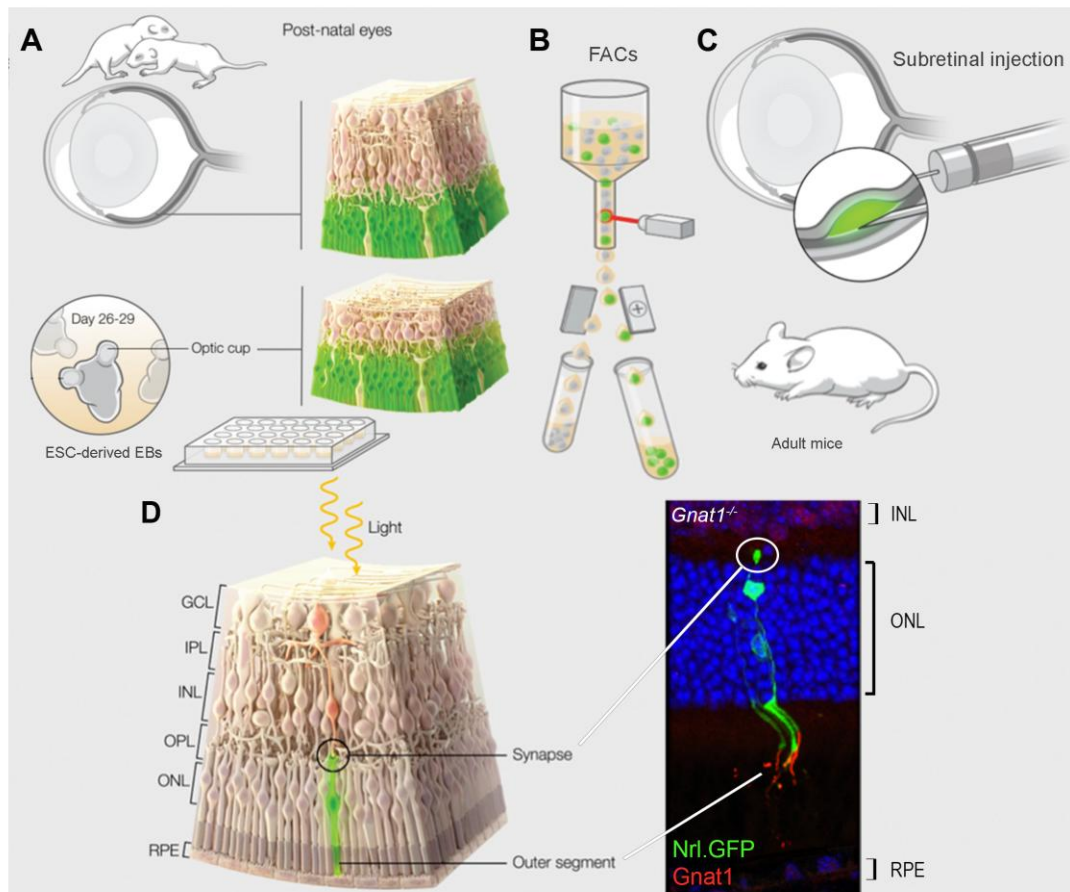 A
Post-natal eyes
B
FACs
C
Subretinal injection
Day 26-29
Optic cup
ESC-derived EBs
Adult mice
D
Light
GCL
IPL
INL
OPL
ONL
RPE
Synapse
Outer segment
Gnat1-/-
INL
ONL
Nrl.GFP
Gnat1
RPE